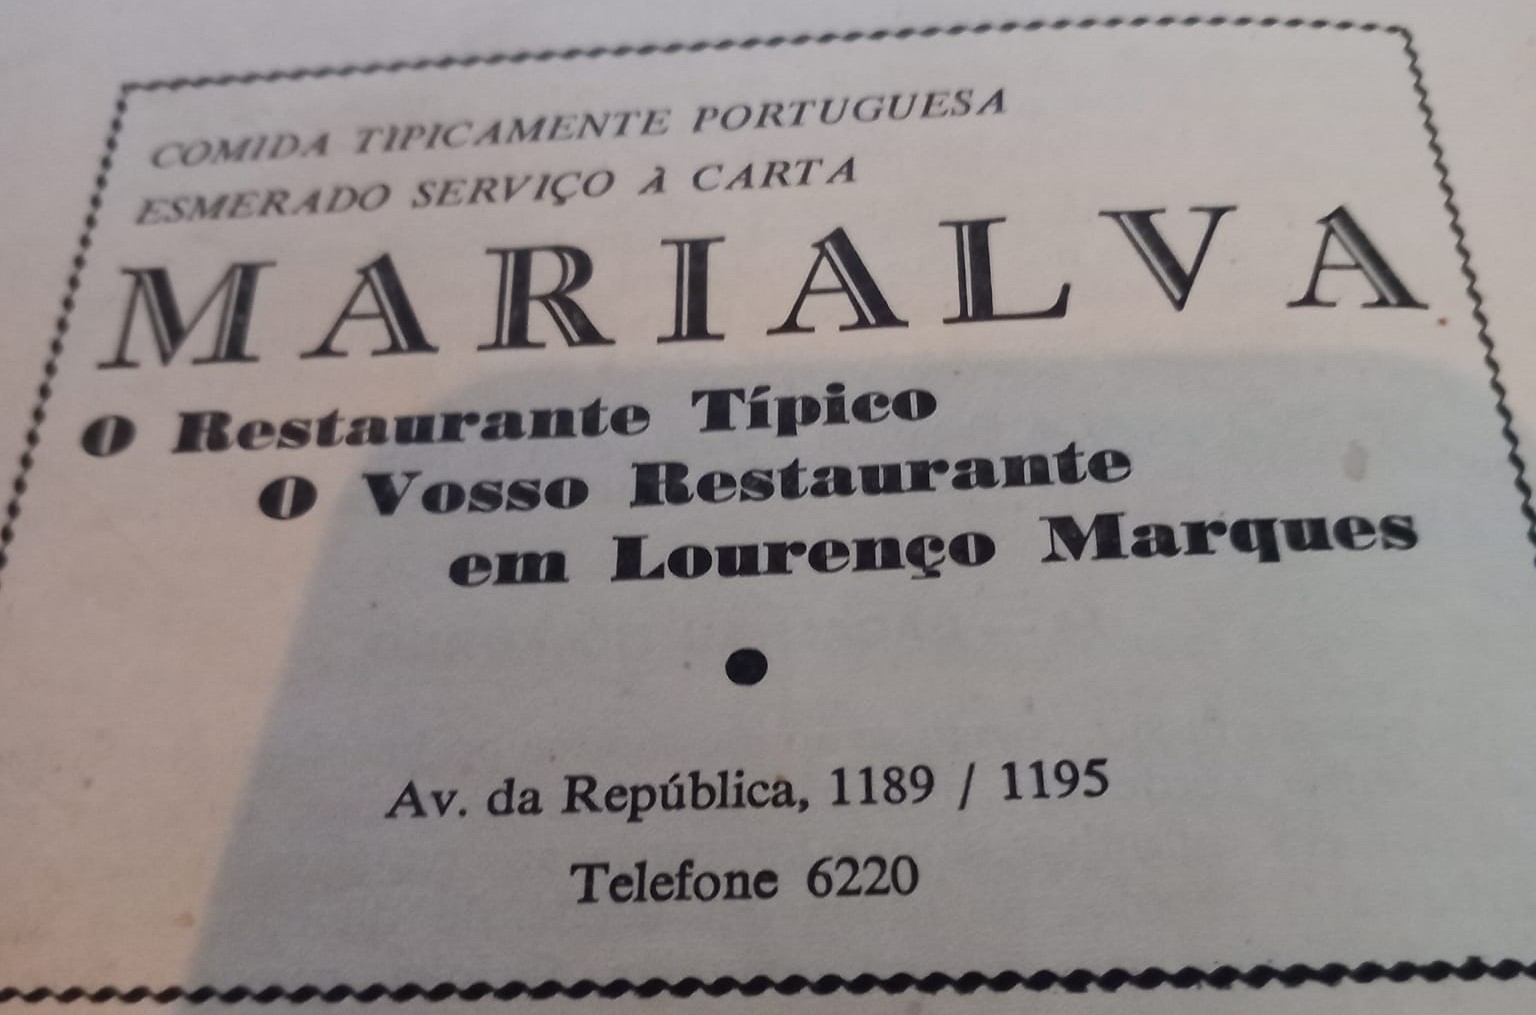 COMIDA TIPICAMENTE PORTUGUESA
ESMERADO SERVIÇO À CARTA
MARIALVA
O Restaurante Típico
O Vosso Restaurante
em Lourenço Marques
Av. da República, 1189 / 1195
Telefone 6220